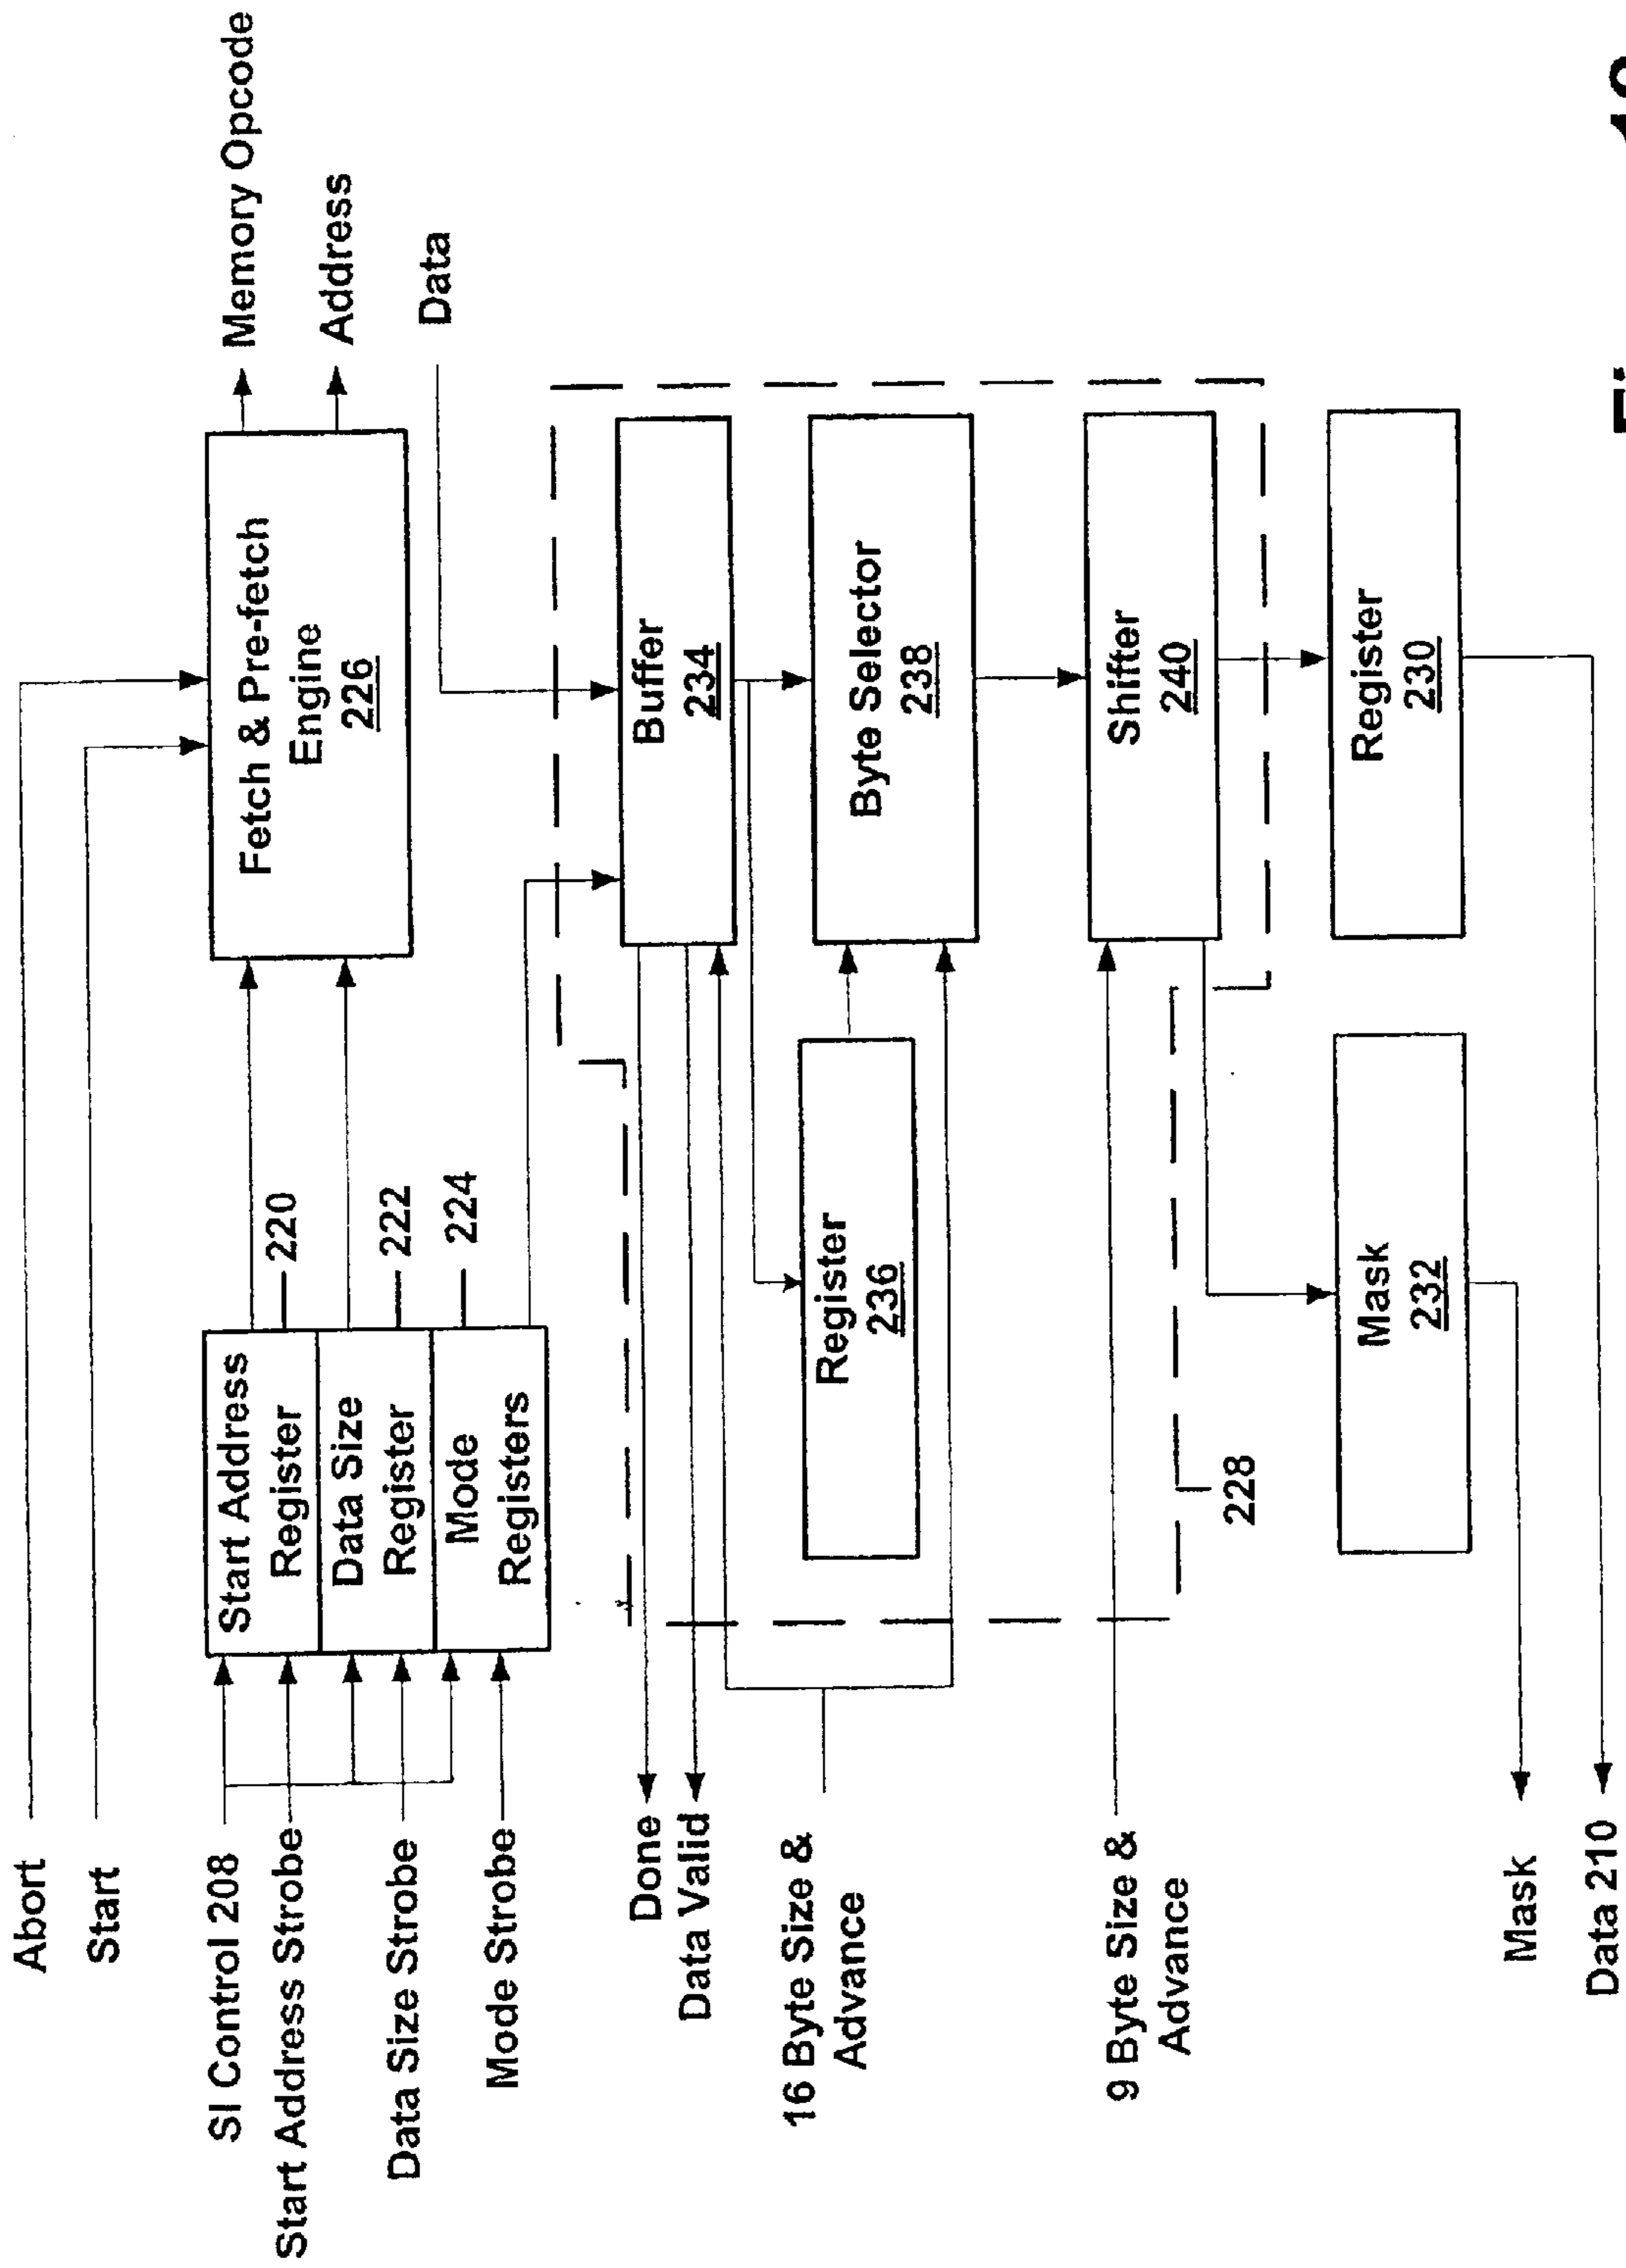 Abort
Start
SI Control 208
Start Address Strobe
Data Size Strobe
Mode Strobe
Start Address
Register
220
Data Size
Register
222
Mode
Registers
224
Fetch & Pre-fetch
Engine
226
Memory Opcode
Address
Data
Done
Data Valid
16 Byte Size &
Advance
9 Byte Size &
Advance
Buffer
234
Register
236
Byte Selector
238
Shifter
240
228
Mask
232
Register
230
Mask
Data 210